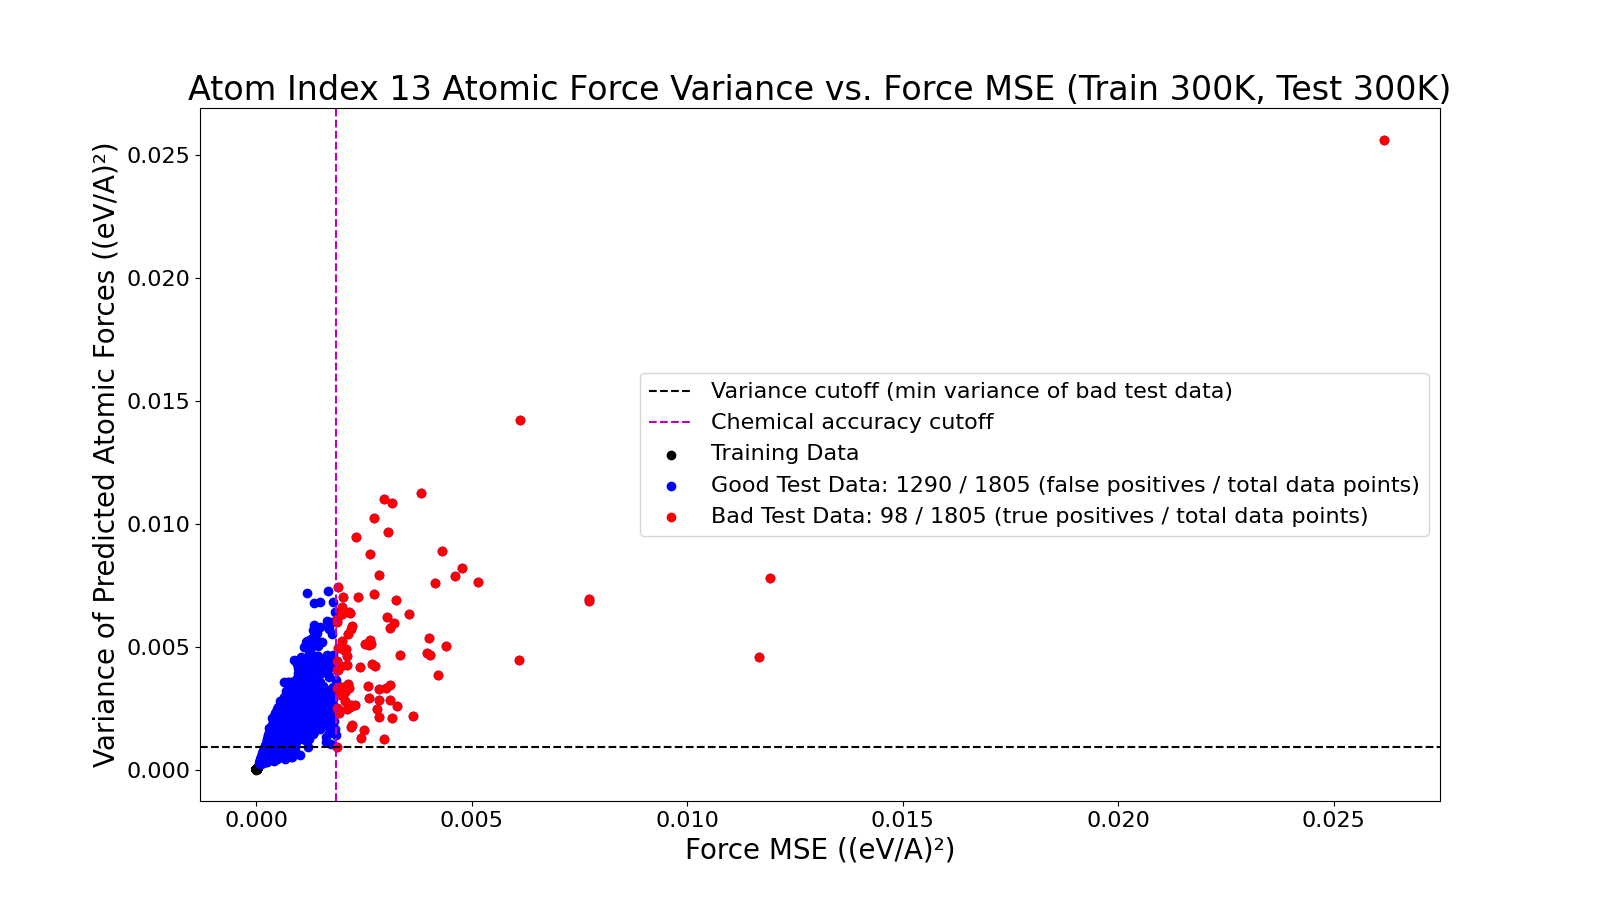 Atom Index 13 Atomic Force Variance vs. Force MSE (Train 300K, Test 300K)
Variance of Predicted Atomic Forces ((eV/A)²)
0.025
0.020
0.015
0.010
0.005
0.000
Variance cutoff (min variance of bad test data)
Chemical accuracy cutoff
Training Data
Good Test Data: 1290 / 1805 (false positives / total data points)
Bad Test Data: 98 / 1805 (true positives / total data points)
0.000 0.005 0.010 0.015 0.020 0.025
Force MSE ((eV/A)²)